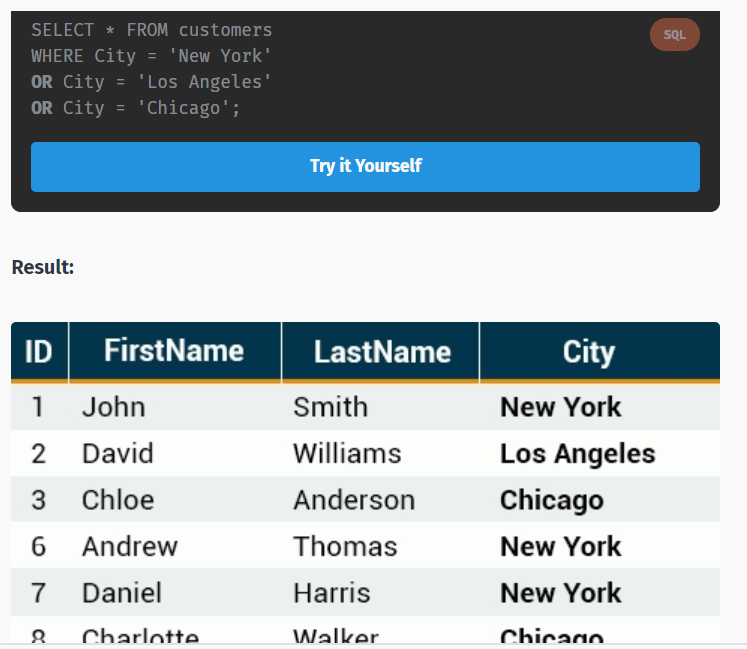 SELECT * FROM customers
SQL
WHERE City = 'New York'
OR City = 'Los Angeles'
OR City = 'Chicago';
Try it Yourself
Result:
ID FirstName LastName City
1 John Smith New York
2 David Williams Los Angeles
3 Chloe Anderson Chicago
6 Andrew Thomas New York
7 Daniel Harris New York
8 Charlotte Walker Chicago